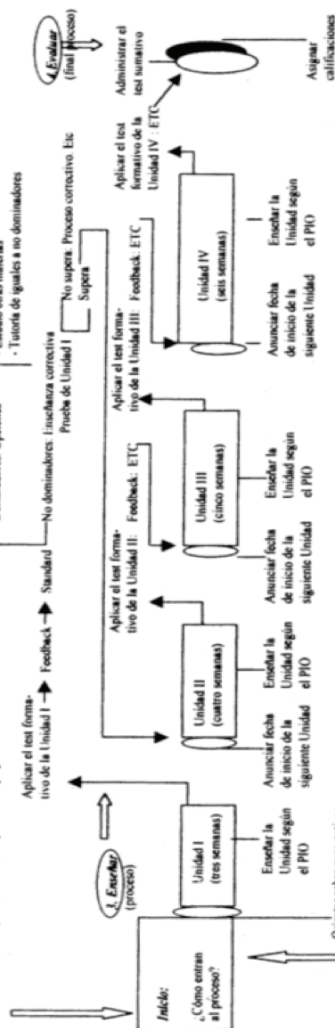 - Tutoría de iguales a no dominadores
4. Evaluar
(final proceso)
Aplicar el test forma-
tivo de la Unidad I
Feedback
Standard
No dominadores: Enseñanza correctiva
Prueba de Unidad I
No supera. Proceso correctivo. Etc
Supera
3. Enseñar
(proceso)
Aplicar el test forma-
tivo de la Unidad II:
Feedback: ETC
Aplicar el test forma-
tivo de la Unidad III:
Feedback: ETC
Aplicar el test
formativo de la
Unidad IV : ETC
Administrar el
test sumativo
Inicio:
¿Cómo entran
al proceso?
Unidad I
(tres semanas)
Unidad II
(cuatro semanas)
Unidad III
(cinco semanas)
Unidad IV
(seis semanas)
Enseñar la
Unidad según
el PIO
Anunciar fecha
de inicio de la
siguiente Unidad
Enseñar la
Unidad según
el PIO
Anunciar fecha
de inicio de la
siguiente Unidad
Enseñar la
Unidad según
el PIO
Anunciar fecha
de inicio de la
siguiente Unidad
Enseñar la
Unidad según
el PIO
Asignar
calificaciones